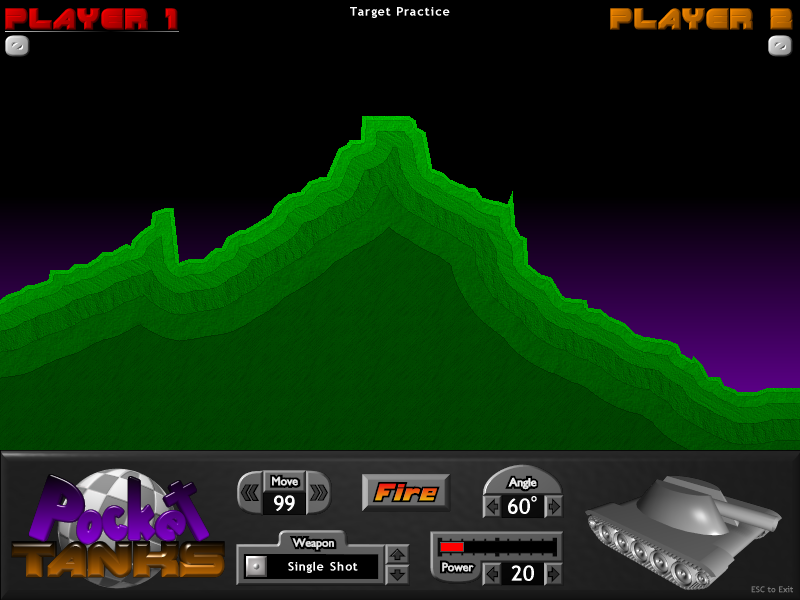 PLAYER 1
Target Practice
PLAYER 2
Move
99
Fire
Angle
60°
Pocket
TANKS
Weapon
Single Shot
Power
20
ESC to Exit